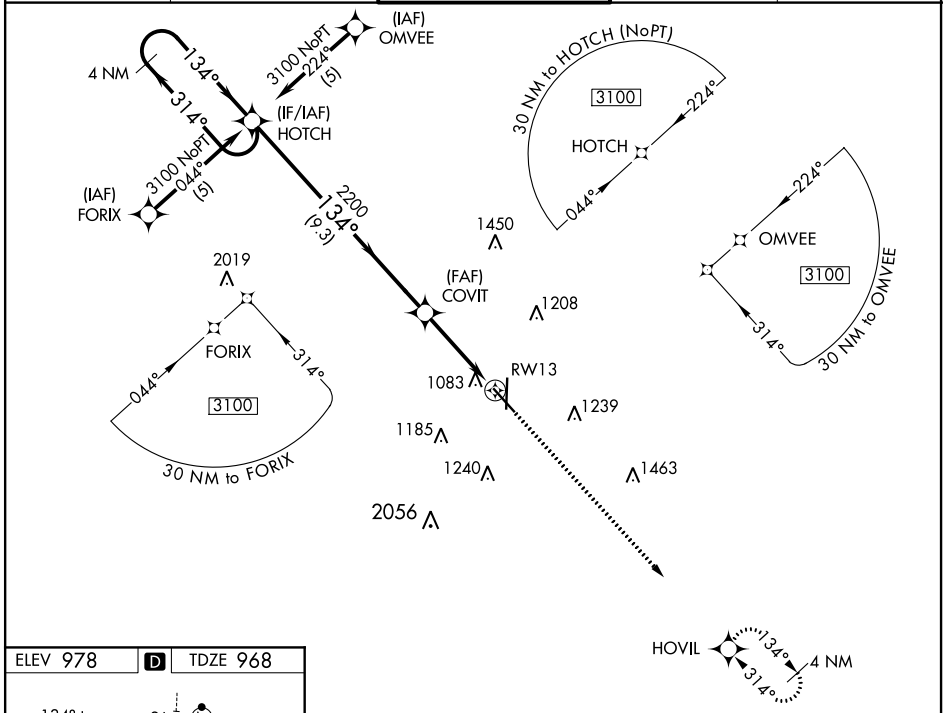 (IAF)
OMVEE
3100 NoPT
224°
(5)
4 NM
134°
314°
(IF/IAF)
HOTCH
3100 NoPT
044°
(5)
(IAF)
FORIX
2200
134°
(9.3)
30 NM to HOTCH (NoPT)
3100
224°
HOTCH
044°
224°
OMVEE
3100
314°
30 NM to OMVEE
2019
FORIX
044°
314°
3100
30 NM to FORIX
1450
(FAF)
COVIT
1208
RW13
1083
1239
1185
1240
1463
2056
HOVIL
134°
314°
4 NM
ELEV 978
D
TDZE 968